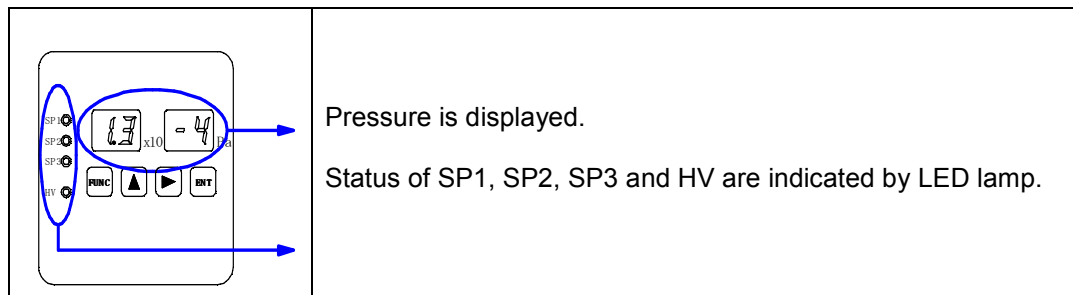 SP1
1.3 x10 -4 Pa
SP2
SP3
FUNC ENT
HV
Pressure is displayed.
Status of SP1, SP2, SP3 and HV are indicated by LED lamp.